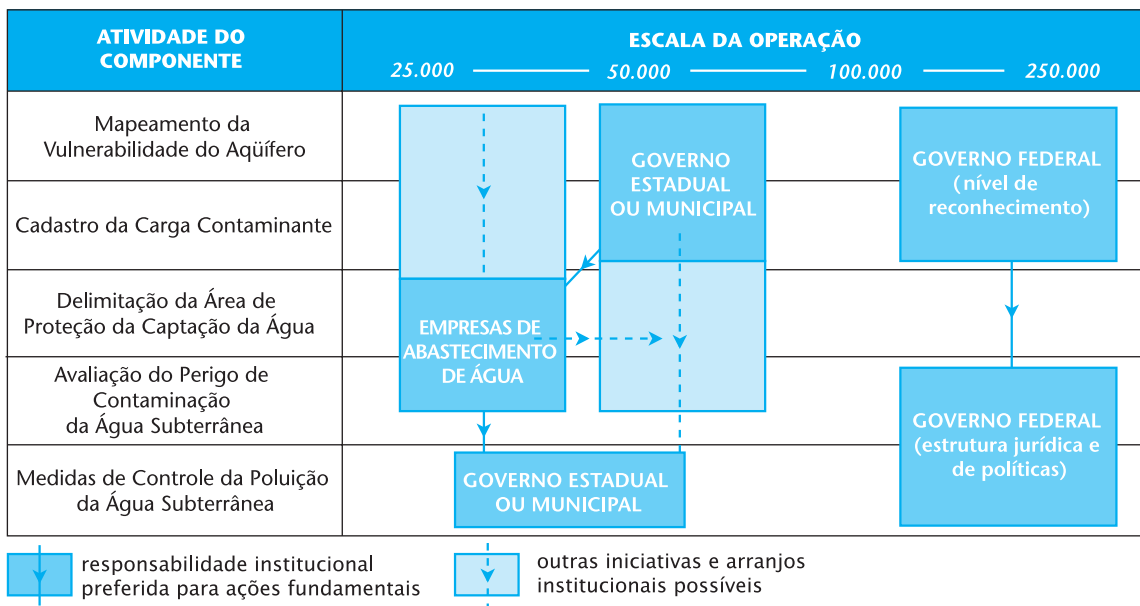 ATIVIDADE DO
COMPONENTE
ESCALA DA OPERAÇÃO
25.000
50.000
100.000
250.000
Mapeamento da
Vulnerabilidade do Aqüífero
Cadastro da Carga Contaminante
Delimitação da Área de
Proteção da Captação da Água
Avaliação do Perigo de
Contaminação
da Água Subterrânea
Medidas de Controle da Poluição
da Água Subterrânea
GOVERNO
ESTADUAL
OU MUNICIPAL
GOVERNO FEDERAL
(nível de
reconhecimento)
EMPRESAS DE
ABASTECIMENTO
DE ÁGUA
GOVERNO FEDERAL
(estrutura jurídica e
de políticas)
GOVERNO ESTADUAL
OU MUNICIPAL
responsabilidade institucional
preferida para ações fundamentais
outras iniciativas e arranjos
institucionais possíveis